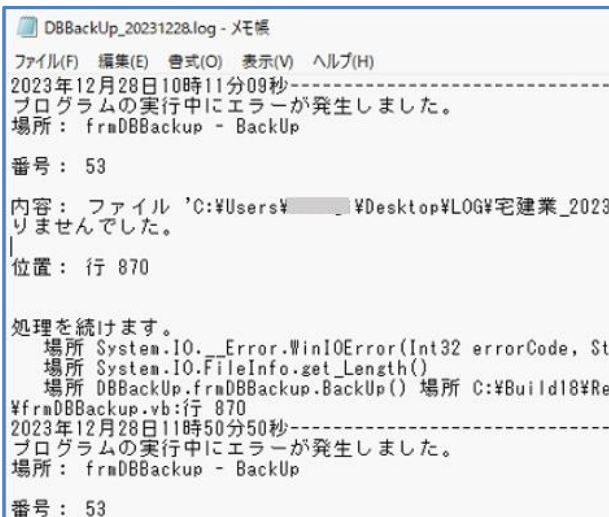 DBBackUp_20231228.log - メモ帳
ファイル(F) 編集(E) 書式(O) 表示(V) ヘルプ(H)
2023年12月28日10時11分09秒--------------------------------
プログラムの実行中にエラーが発生しました。
場所： frmDBBackup - BackUp
番号： 53
内容： ファイル 'C:¥Users¥ ¥Desktop¥LOG¥宅建業_2023
りませんでした。
位置： 行 870
処理を続けます。
場所 System.IO.__Error.WinIOError(Int32 errorCode, St
場所 System.IO.FileInfo.get_Length()
場所 DBBackUp.frmDBBackup.BackUp() 場所 C:¥Build18¥Re
¥frmDBBackup.vb:行 870
2023年12月28日11時50分50秒--------------------------------
プログラムの実行中にエラーが発生しました。
場所： frmDBBackup - BackUp
番号： 53